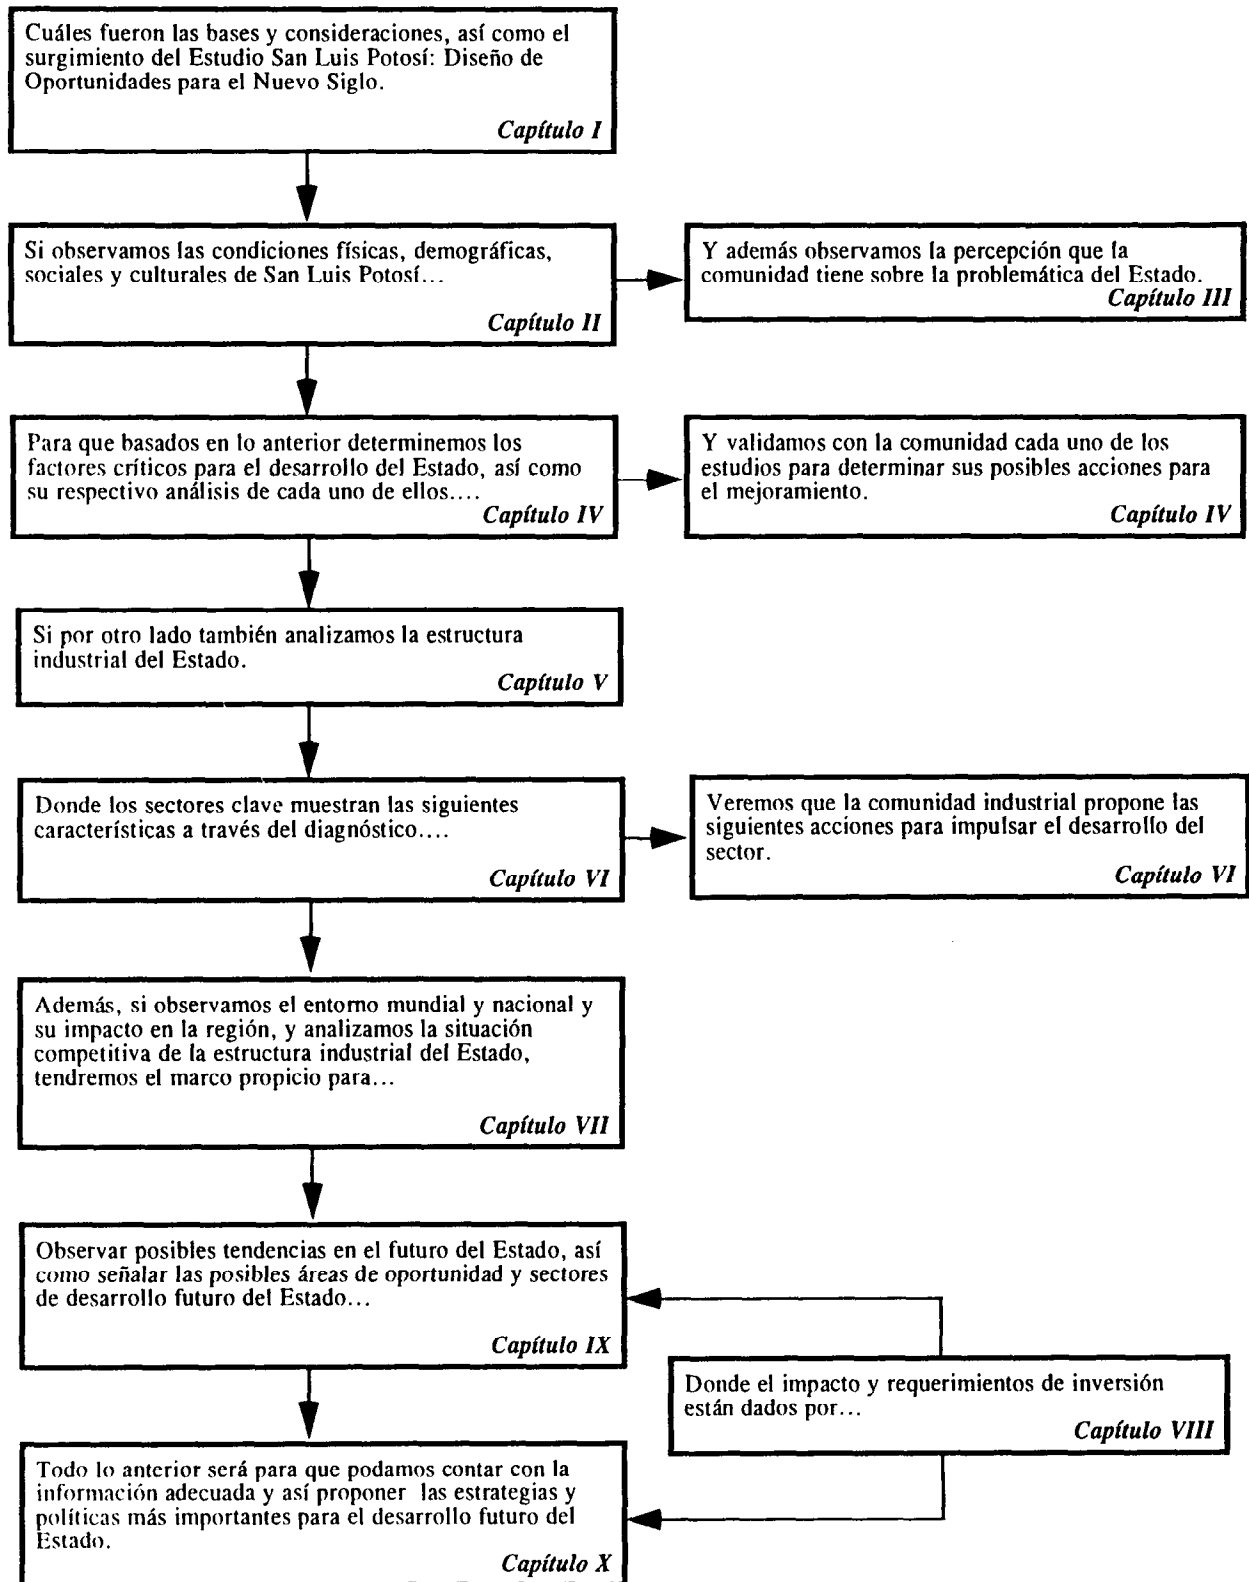 Cuáles fueron las bases y consideraciones, así como el
surgimiento del Estudio San Luis Potosí: Diseño de
Oportunidades para el Nuevo Siglo.
Capítulo I
Si observamos las condiciones físicas, demográficas,
sociales y culturales de San Luis Potosí...
Capítulo II
Y además observamos la percepción que la
comunidad tiene sobre la problemática del Estado.
Capítulo III
Para que basados en lo anterior determinemos los
factores críticos para el desarrollo del Estado, así como
su respectivo análisis de cada uno de ellos....
Capítulo IV
Y validamos con la comunidad cada uno de los
estudios para determinar sus posibles acciones para
el mejoramiento.
Capítulo IV
Si por otro lado también analizamos la estructura
industrial del Estado.
Capítulo V
Donde los sectores clave muestran las siguientes
características a través del diagnóstico....
Capítulo VI
Veremos que la comunidad industrial propone las
siguientes acciones para impulsar el desarrollo del
sector.
Capítulo VI
Además, si observamos el entorno mundial y nacional y
su impacto en la región, y analizamos la situación
competitiva de la estructura industrial del Estado,
tendremos el marco propicio para...
Capítulo VII
Observar posibles tendencias en el futuro del Estado, así
como señalar las posibles áreas de oportunidad y sectores
de desarrollo futuro del Estado...
Capítulo IX
Donde el impacto y requerimientos de inversión
están dados por...
Capítulo VIII
Todo lo anterior será para que podamos contar con la
información adecuada y así proponer las estrategias y
políticas más importantes para el desarrollo futuro del
Estado.
Capítulo X